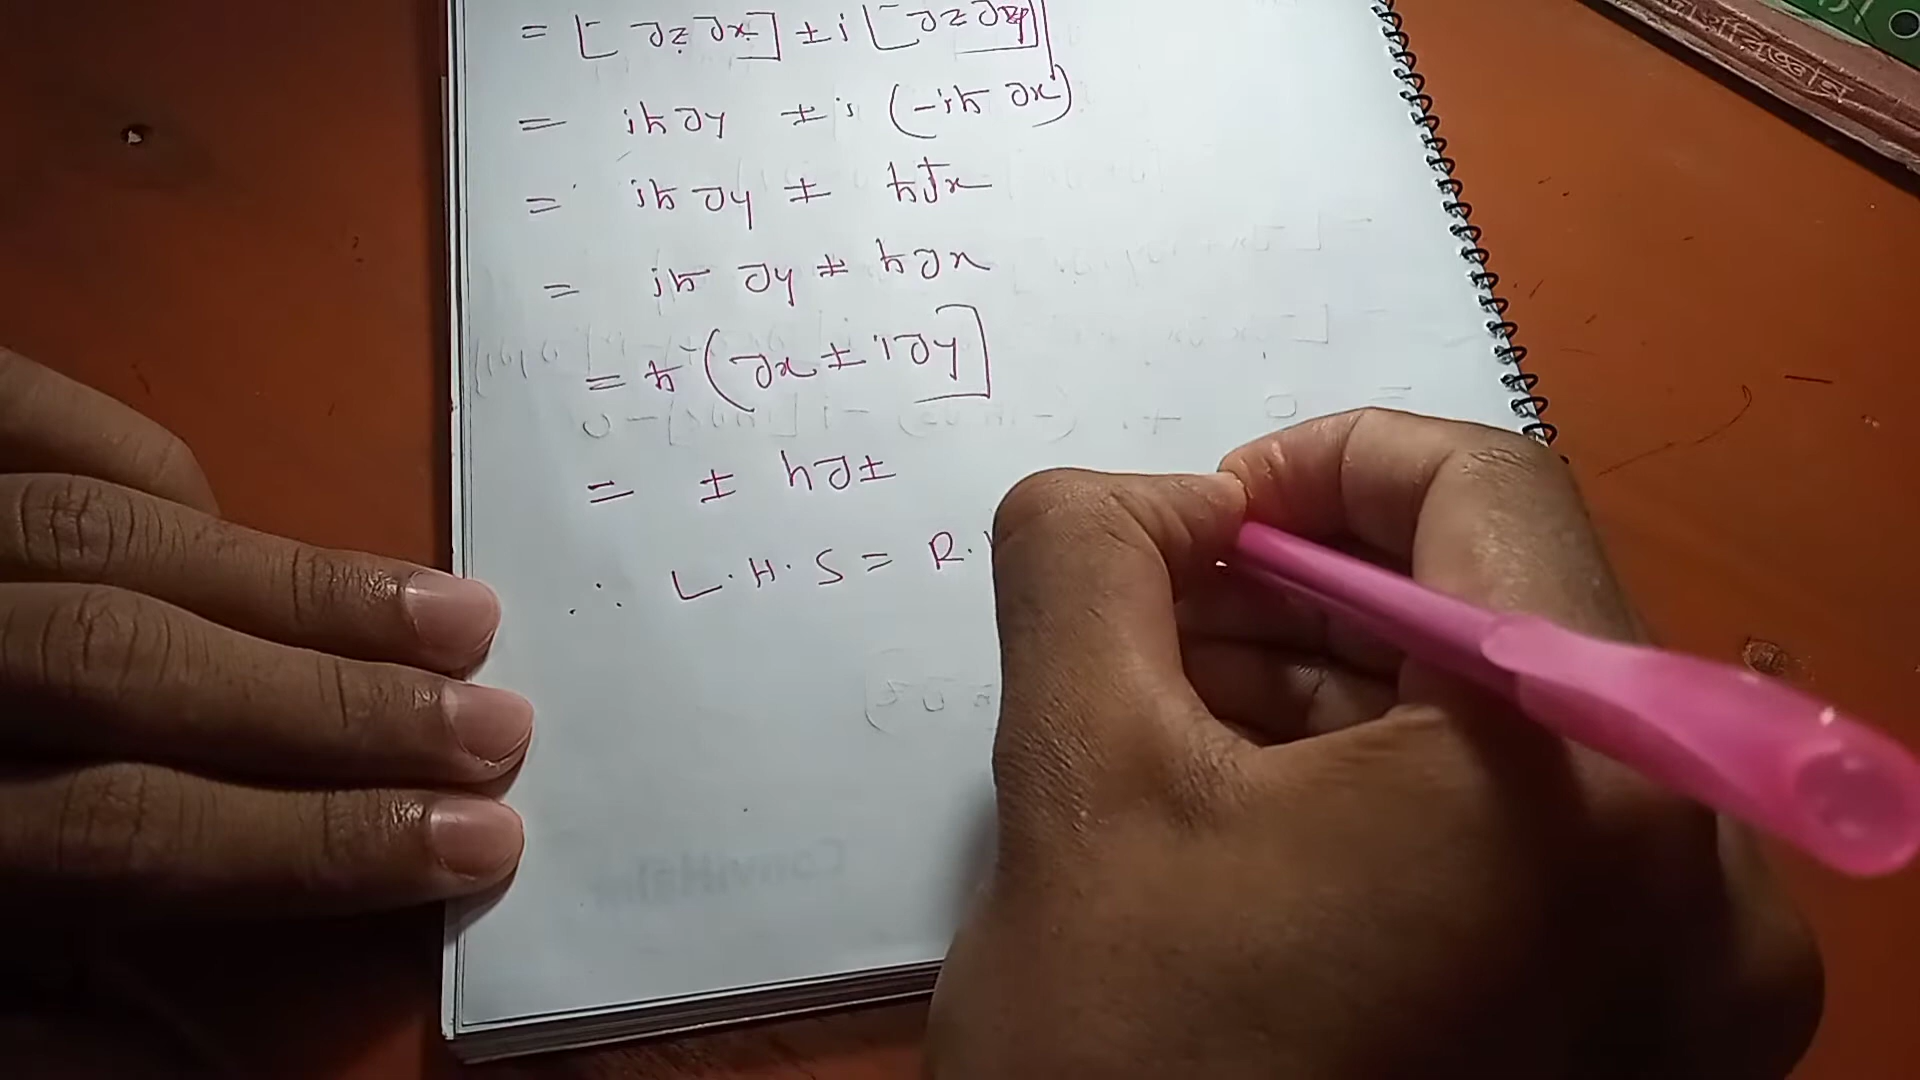 = [Jz Jx] ± i [Jz Jy]
= iħ Jy ± i (-iħ Jx)
= iħ Jy ± ħJx
= iħ Jy ± ħJx
= ħ (Jx ± iJy]
= ± ħJ±
∴ L.H.S = R.